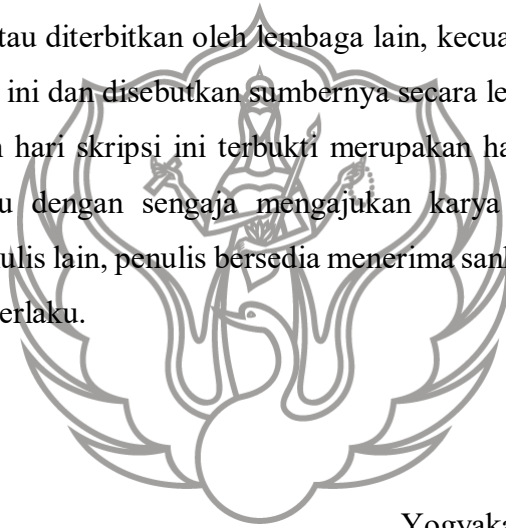 tau diterbitkan oleh lembaga lain, kecua
ini dan disebutkan sumbernya secara le
hari skripsi ini terbukti merupakan ha
u dengan sengaja mengajukan karya
ulis lain, penulis bersedia menerima sank
erlaku.
Yogyaka